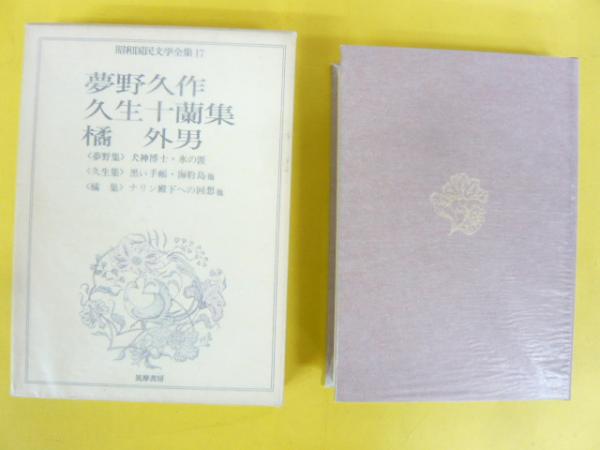 昭和国民文学全集17
夢野久作
久生十蘭集
橘 外男
〈夢野集〉犬神博士・氷の涯
〈久生集〉黒い手帳・海豹島他
〈橘 集〉ナリン殿下への回想他
筑摩書房